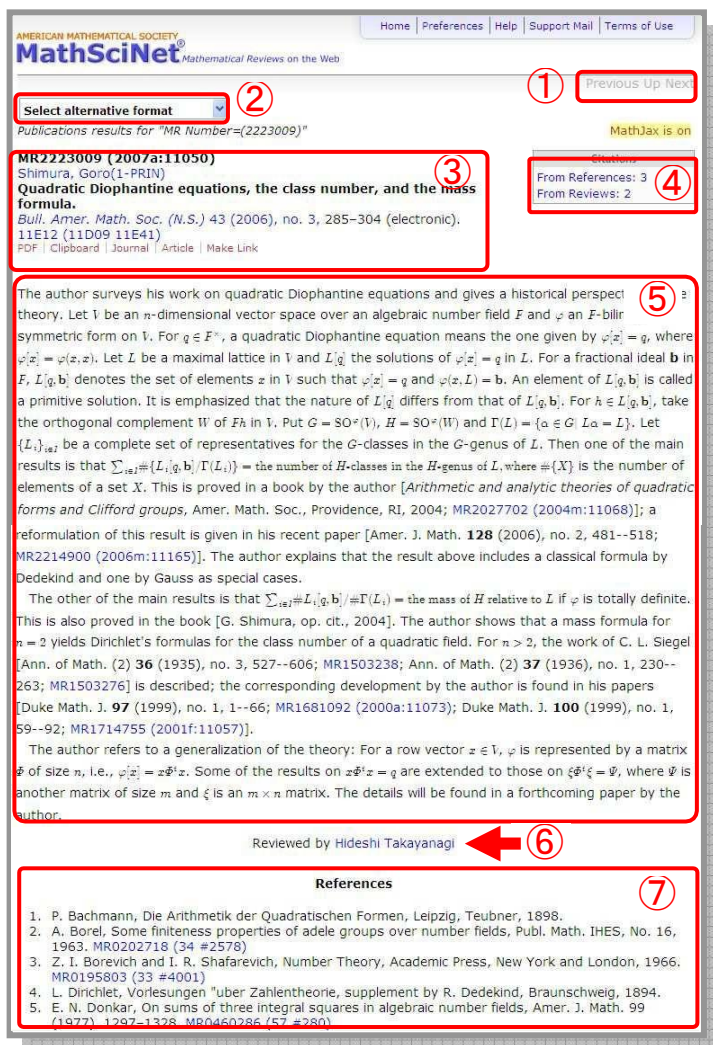 Home | Preferences | Help | Support Mail | Terms of Use
AMERICAN MATHEMATICAL SOCIETY
MathSciNet® Mathematical Reviews on the Web
① Previous Up Next
Select alternative format ②
Publications results for "MR Number=(2223009)"
MathJax is on
MR2223009 (2007a:11050)
Shimura, Goro(1-PRIN) ③
Quadratic Diophantine equations, the class number, and the mass
formula.
Bull. Amer. Math. Soc. (N.S.) 43 (2006), no. 3, 285–304 (electronic).
11E12 (11D09 11E41)
PDF | Clipboard | Journal | Article | Make Link
Citations
From References: 3
From Reviews: 2 ④
The author surveys his work on quadratic Diophantine equations and gives a historical perspect ⑤ e
theory. Let V be an n-dimensional vector space over an algebraic number field F and φ an F-bili
symmetric form on V. For q ∈ F×, a quadratic Diophantine equation means the one given by φ[x] = q, where
φ[x] = φ(x, x). Let L be a maximal lattice in V and L[q] the solutions of φ[x] = q in L. For a fractional ideal b in
F, L[q, b] denotes the set of elements x in V such that φ[x] = q and φ(x, L) = b. An element of L[q, b] is called
a primitive solution. It is emphasized that the nature of L[q] differs from that of L[q, b]. For h ∈ L[q, b], take
the orthogonal complement W of Fh in V. Put G = SO^φ(V), H = SO^φ(W) and Γ(L) = {α ∈ G| Lα = L}. Let
{L_i}_{i∈I} be a complete set of representatives for the G-classes in the G-genus of L. Then one of the main
results is that ∑_{i∈I}#{L_i[q, b]/Γ(L_i)} = the number of H-classes in the H-genus of L, where #{X} is the number of
elements of a set X. This is proved in a book by the author [Arithmetic and analytic theories of quadratic
forms and Clifford groups, Amer. Math. Soc., Providence, RI, 2004; MR2027702 (2004m:11068)]; a
reformulation of this result is given in his recent paper [Amer. J. Math. 128 (2006), no. 2, 481--518;
MR2214900 (2006m:11165)]. The author explains that the result above includes a classical formula by
Dedekind and one by Gauss as special cases.
The other of the main results is that ∑_{i∈I}#L_i[q, b]/#Γ(L_i) = the mass of H relative to L if φ is totally definite.
This is also proved in the book [G. Shimura, op. cit., 2004]. The author shows that a mass formula for
n = 2 yields Dirichlet's formulas for the class number of a quadratic field. For n > 2, the work of C. L. Siegel
[Ann. of Math. (2) 36 (1935), no. 3, 527--606; MR1503238; Ann. of Math. (2) 37 (1936), no. 1, 230--
263; MR1503276] is described; the corresponding development by the author is found in his papers
[Duke Math. J. 97 (1999), no. 1, 1--66; MR1681092 (2000a:11073); Duke Math. J. 100 (1999), no. 1,
59--92; MR1714755 (2001f:11057)].
The author refers to a generalization of the theory: For a row vector x ∈ V, φ is represented by a matrix
Φ of size n, i.e., φ[x] = xΦᵗx. Some of the results on xΦᵗx = q are extended to those on ξΦᵗξ = Ψ, where Ψ is
another matrix of size m and ξ is an m × n matrix. The details will be found in a forthcoming paper by the
author.
Reviewed by Hideshi Takayanagi ⑥
References ⑦
1. P. Bachmann, Die Arithmetik der Quadratischen Formen, Leipzig, Teubner, 1898.
2. A. Borel, Some finiteness properties of adele groups over number fields, Publ. Math. IHES, No. 16,
1963. MR0202718 (34 #2578)
3. Z. I. Borevich and I. R. Shafarevich, Number Theory, Academic Press, New York and London, 1966.
MR0195803 (33 #4001)
4. L. Dirichlet, Vorlesungen "uber Zahlentheorie, supplement by R. Dedekind, Braunschweig, 1894.
5. E. N. Donkar, On sums of three integral squares in algebraic number fields, Amer. J. Math. 99
(1977), 1297–1328. MR0460286 (57 #280)